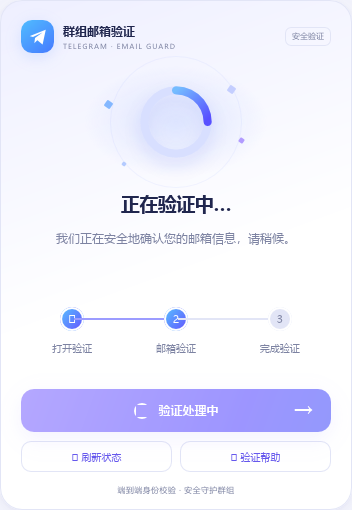 群组邮箱验证
TELEGRAM · EMAIL GUARD
安全验证
正在验证中...
我们正在安全地确认您的邮箱信息，请稍候。
2
3
打开验证
邮箱验证
完成验证
验证处理中 →
刷新状态
验证帮助
端到端身份校验 · 安全守护群组